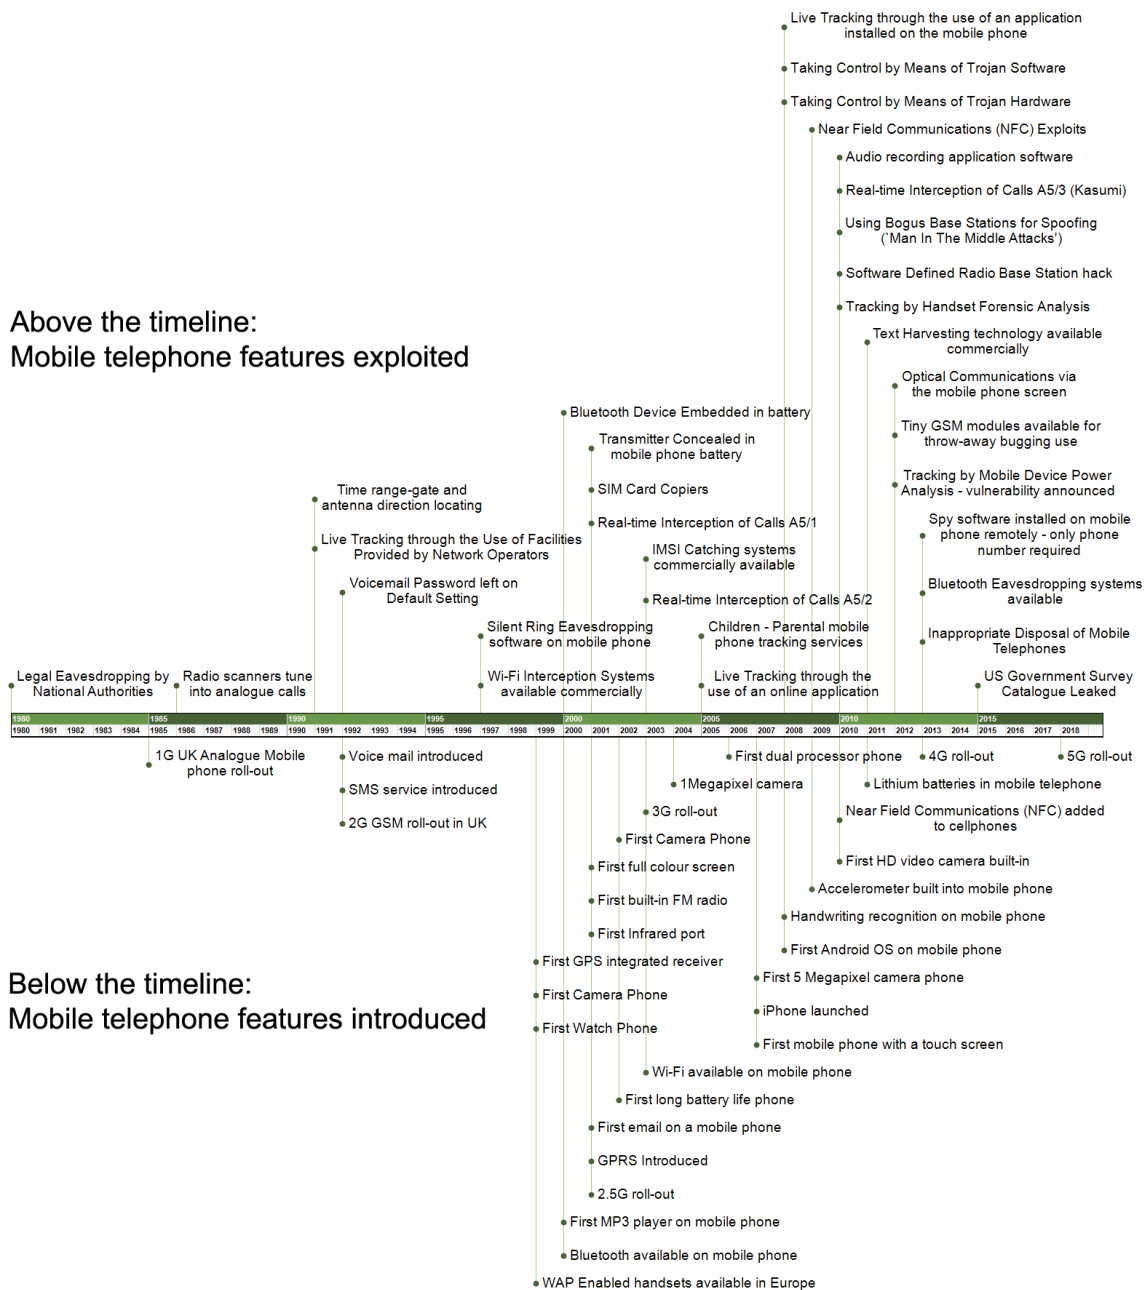 Live Tracking through the use of an application
installed on the mobile phone
Taking Control by Means of Trojan Software
Taking Control by Means of Trojan Hardware
Near Field Communications (NFC) Exploits
Audio recording application software
Real-time Interception of Calls A5/3 (Kasumi)
Using Bogus Base Stations for Spoofing
(`Man In The Middle Attacks')
Software Defined Radio Base Station hack
Tracking by Handset Forensic Analysis
Above the timeline:
Mobile telephone features exploited
Text Harvesting technology available
commercially
Optical Communications via
the mobile phone screen
Bluetooth Device Embedded in battery
Tiny GSM modules available for
throw-away bugging use
Transmitter Concealed in
mobile phone battery
Tracking by Mobile Device Power
Analysis - vulnerability announced
SIM Card Copiers
Time range-gate and
antenna direction locating
Real-time Interception of Calls A5/1
Spy software installed on mobile
phone remotely - only phone
number required
Live Tracking through the Use of Facilities
Provided by Network Operators
IMSI Catching systems
commercially available
Voicemail Password left on
Default Setting
Bluetooth Eavesdropping systems
available
Real-time Interception of Calls A5/2
Silent Ring Eavesdropping
software on mobile phone
Children - Parental mobile
phone tracking services
Inappropriate Disposal of Mobile
Telephones
Legal Eavesdropping by
National Authorities
Radio scanners tune
into analogue calls
Wi-Fi Interception Systems
available commercially
Live Tracking through the
use of an online application
US Government Survey
Catalogue Leaked
1980 1985 1990 1995 2000 2005 2010 2015
1980 1981 1982 1983 1984 1985 1986 1987 1988 1989 1990 1991 1992 1993 1994 1995 1996 1997 1998 1999 2000 2001 2002 2003 2004 2005 2006 2007 2008 2009 2010 2011 2012 2013 2014 2015 2016 2017 2018
1G UK Analogue Mobile
phone roll-out
Voice mail introduced
First dual processor phone
4G roll-out
5G roll-out
1Megapixel camera
Lithium batteries in mobile telephone
SMS service introduced
3G roll-out
Near Field Communications (NFC) added
to cellphones
2G GSM roll-out in UK
First Camera Phone
First HD video camera built-in
First full colour screen
Accelerometer built into mobile phone
First built-in FM radio
Handwriting recognition on mobile phone
First Infrared port
First Android OS on mobile phone
First GPS integrated receiver
First 5 Megapixel camera phone
Below the timeline:
Mobile telephone features introduced
First Camera Phone
iPhone launched
First Watch Phone
First mobile phone with a touch screen
Wi-Fi available on mobile phone
First long battery life phone
First email on a mobile phone
GPRS Introduced
2.5G roll-out
First MP3 player on mobile phone
Bluetooth available on mobile phone
WAP Enabled handsets available in Europe